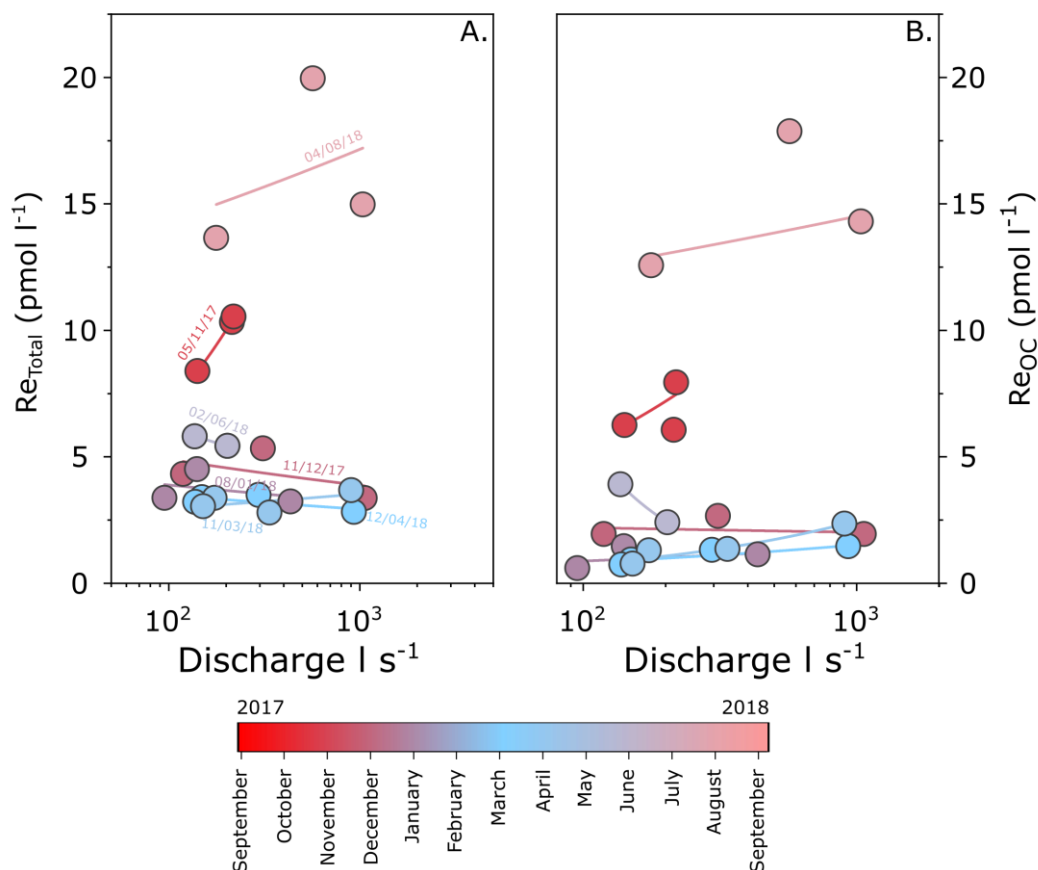 A.
B.
20
15
10
5
0
Re_Total (pmol l⁻¹)
04/08/18
05/11/17
02/06/18
11/12/17
08/01/18
11/03/18
12/04/18
10² 10³
Discharge l s⁻¹
20
15
10
5
0
Re_OC (pmol l⁻¹)
10² 10³
Discharge l s⁻¹
2017 2018
September
October
November
December
January
February
March
April
May
June
July
August
September